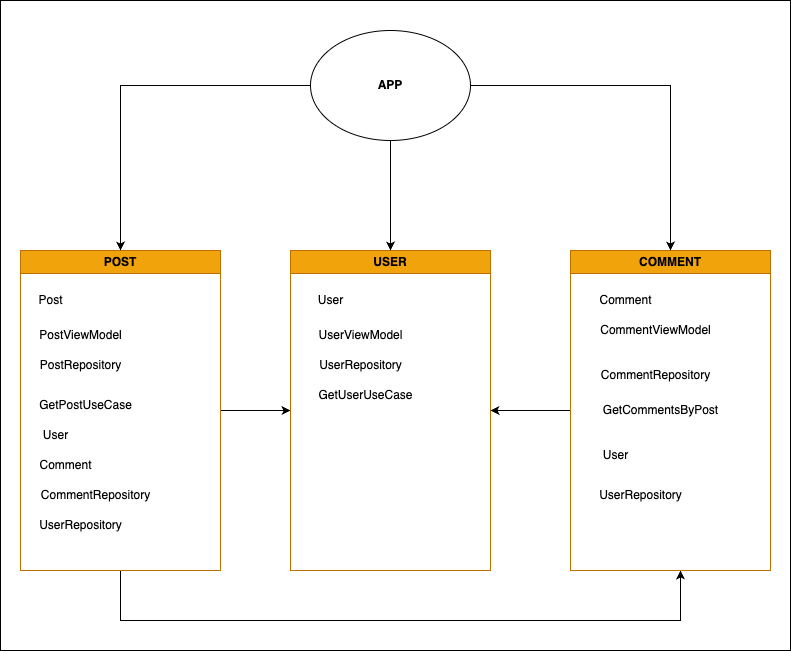 APP
POST
Post
PostViewModel
PostRepository
GetPostUseCase
User
Comment
CommentRepository
UserRepository
USER
User
UserViewModel
UserRepository
GetUserUseCase
COMMENT
Comment
CommentViewModel
CommentRepository
GetCommentsByPost
User
UserRepository